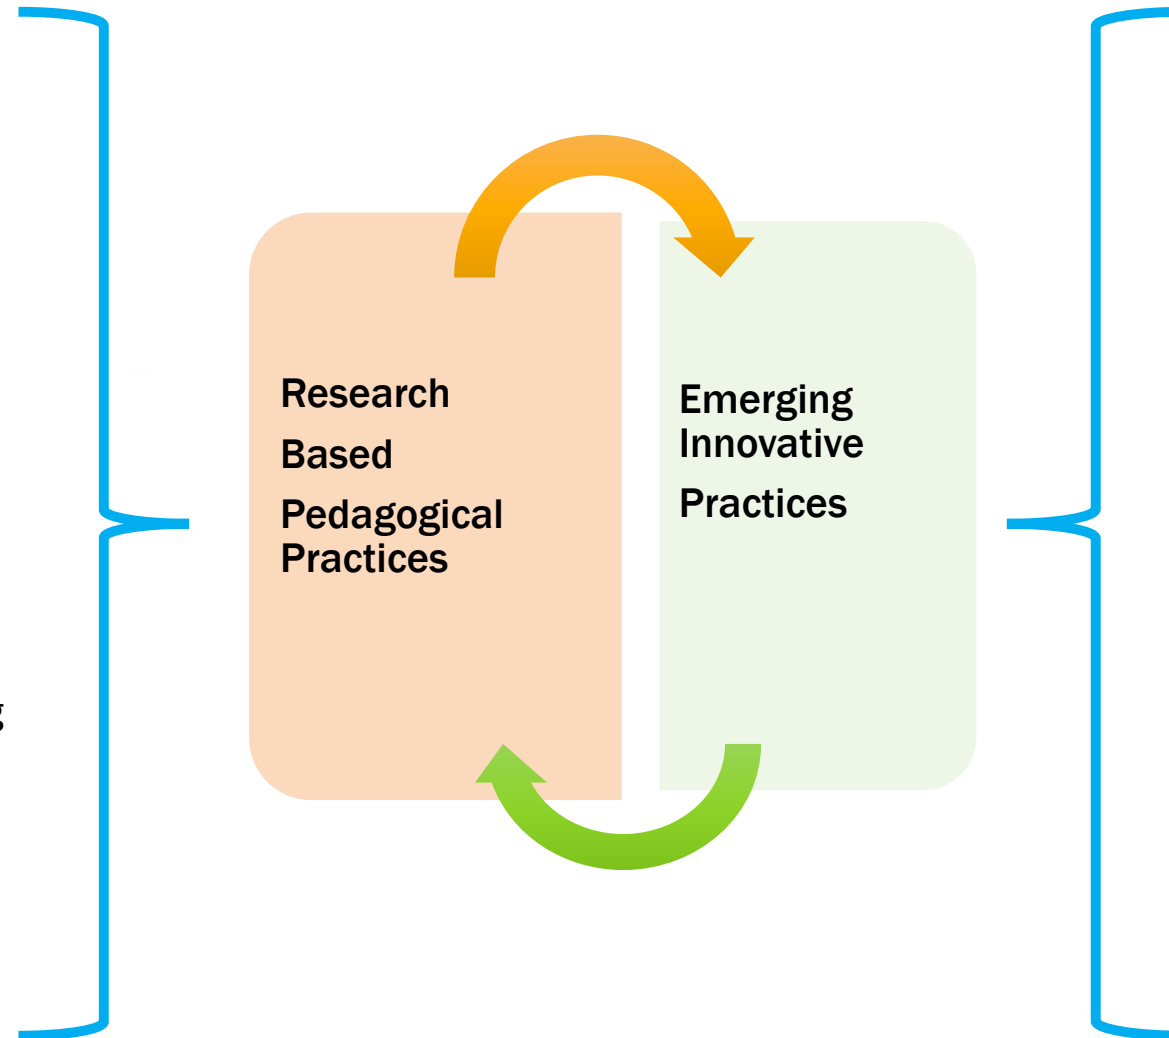 Research
Based
Pedagogical
Practices
Emerging
Innovative
Practices
g